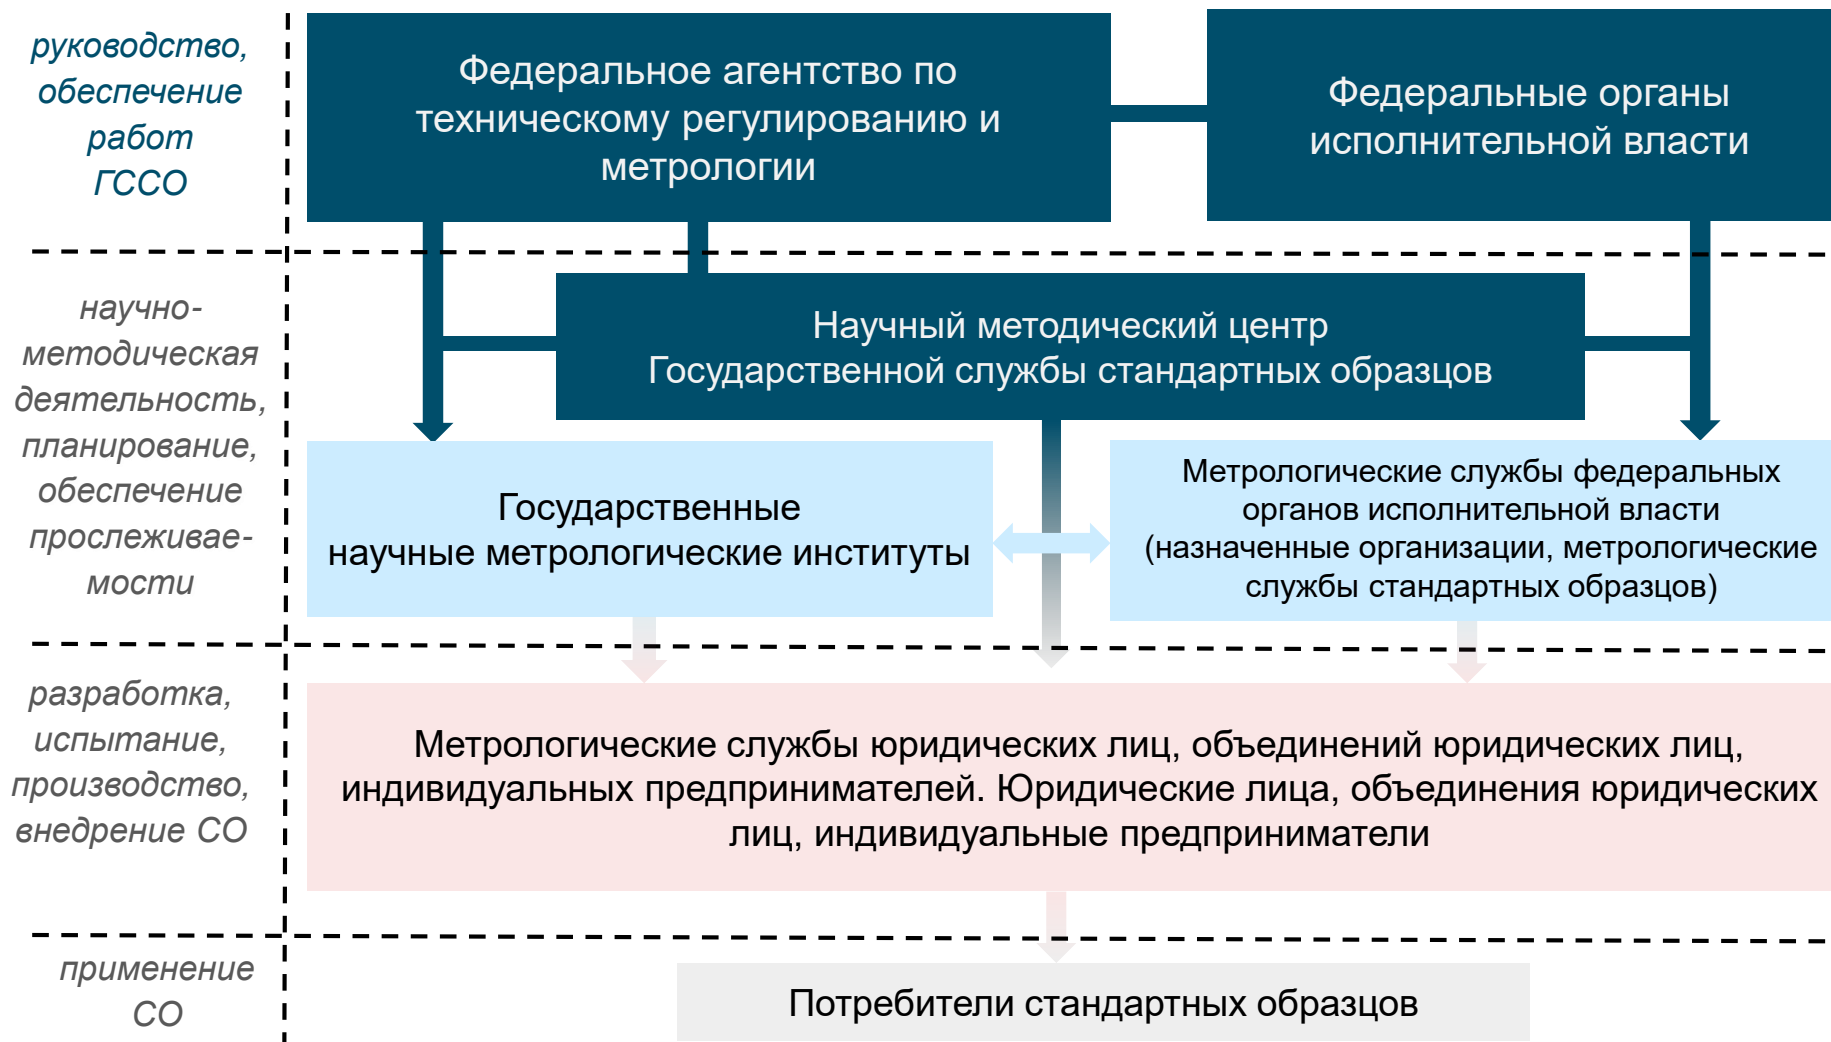 руководство,
обеспечение
работ
ГССО
Федеральное агентство по
техническому регулированию и
метрологии
Федеральные органы
исполнительной власти
научно-
методическая
деятельность,
планирование,
обеспечение
прослеживае-
мости
Научный методический центр
Государственной службы стандартных образцов
Государственные
научные метрологические институты
Метрологические службы федеральных
органов исполнительной власти
(назначенные организации, метрологические
службы стандартных образцов)
разработка,
испытание,
производство,
внедрение СО
Метрологические службы юридических лиц, объединений юридических лиц,
индивидуальных предпринимателей. Юридические лица, объединения юридических
лиц, индивидуальные предприниматели
применение
СО
Потребители стандартных образцов